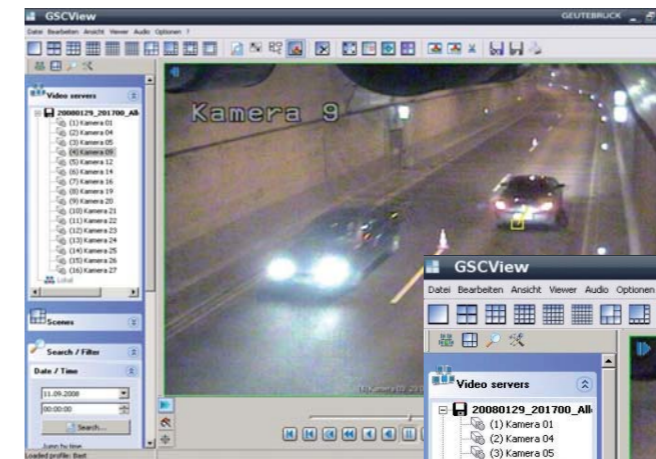 GSCView
GEUTEBRUCK
Datei Bearbeiten Ansicht Viewer Audio Optionen ?
Video servers
20080129_201700_All
(1) Kamera 01
(2) Kamera 04
(3) Kamera 05
(4) Kamera 09
(5) Kamera 12
(6) Kamera 14
(7) Kamera 16
(8) Kamera 19
(9) Kamera 20
(10) Kamera 21
(11) Kamera 22
(12) Kamera 23
(13) Kamera 24
(14) Kamera 25
(15) Kamera 26
(16) Kamera 27
Lokal
Scenes
Search / Filter
Date / Time
11.09.2008
00:00:00
Search...
Jump by time
Loaded profile: Bast
Kamera 9
GSCView
Datei Bearbeiten Ansicht Viewer Audio Optionen
Video servers
20080129_201700_All
(1) Kamera 01
(2) Kamera 04
(3) Kamera 05